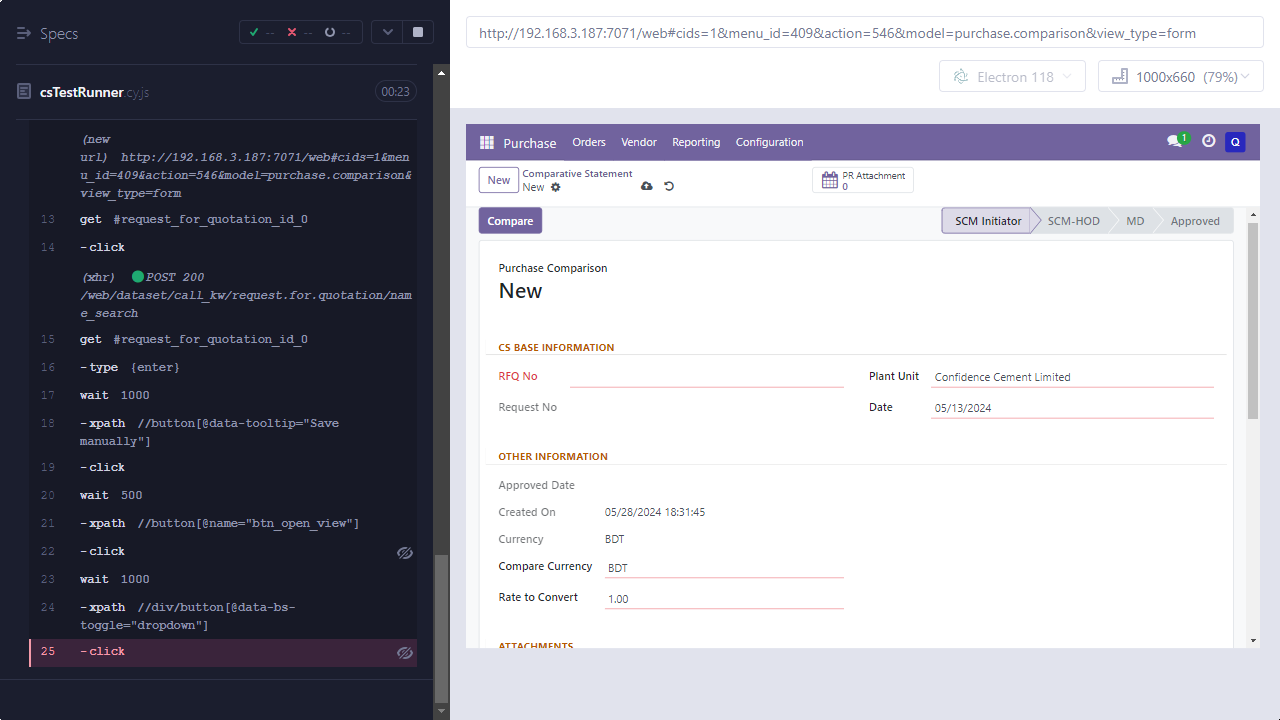 Specs
--
--
--
csTestRunner.cy.js
00:23
(new
url) http://192.168.3.187:7071/web#cids=1&men
u_id=409&action=546&model=purchase.comparison&
view_type=form
13 get #request_for_quotation_id_0
14 -click
(xhr) POST 200
/web/dataset/call_kw/request.for.quotation/nam
e_search
15 get #request_for_quotation_id_0
16 -type {enter}
17 wait 1000
18 -xpath //button[@data-tooltip="Save
manually"]
19 -click
20 wait 500
21 -xpath //button[@name="btn_open_view"]
22 -click
23 wait 1000
24 -xpath //div/button[@data-bs-
toggle="dropdown"]
25 -click
http://192.168.3.187:7071/web#cids=1&menu_id=409&action=546&model=purchase.comparison&view_type=form
Electron 118
1000x660 (79%)
Purchase Orders Vendor Reporting Configuration
1
Q
New
Comparative Statement
New
PR Attachment
0
Compare
SCM Initiator
SCM-HOD
MD
Approved
Purchase Comparison
New
CS BASE INFORMATION
RFQ No
Plant Unit Confidence Cement Limited
Request No
Date 05/13/2024
OTHER INFORMATION
Approved Date
Created On 05/28/2024 18:31:45
Currency BDT
Compare Currency BDT
Rate to Convert 1.00
ATTACHMENTS